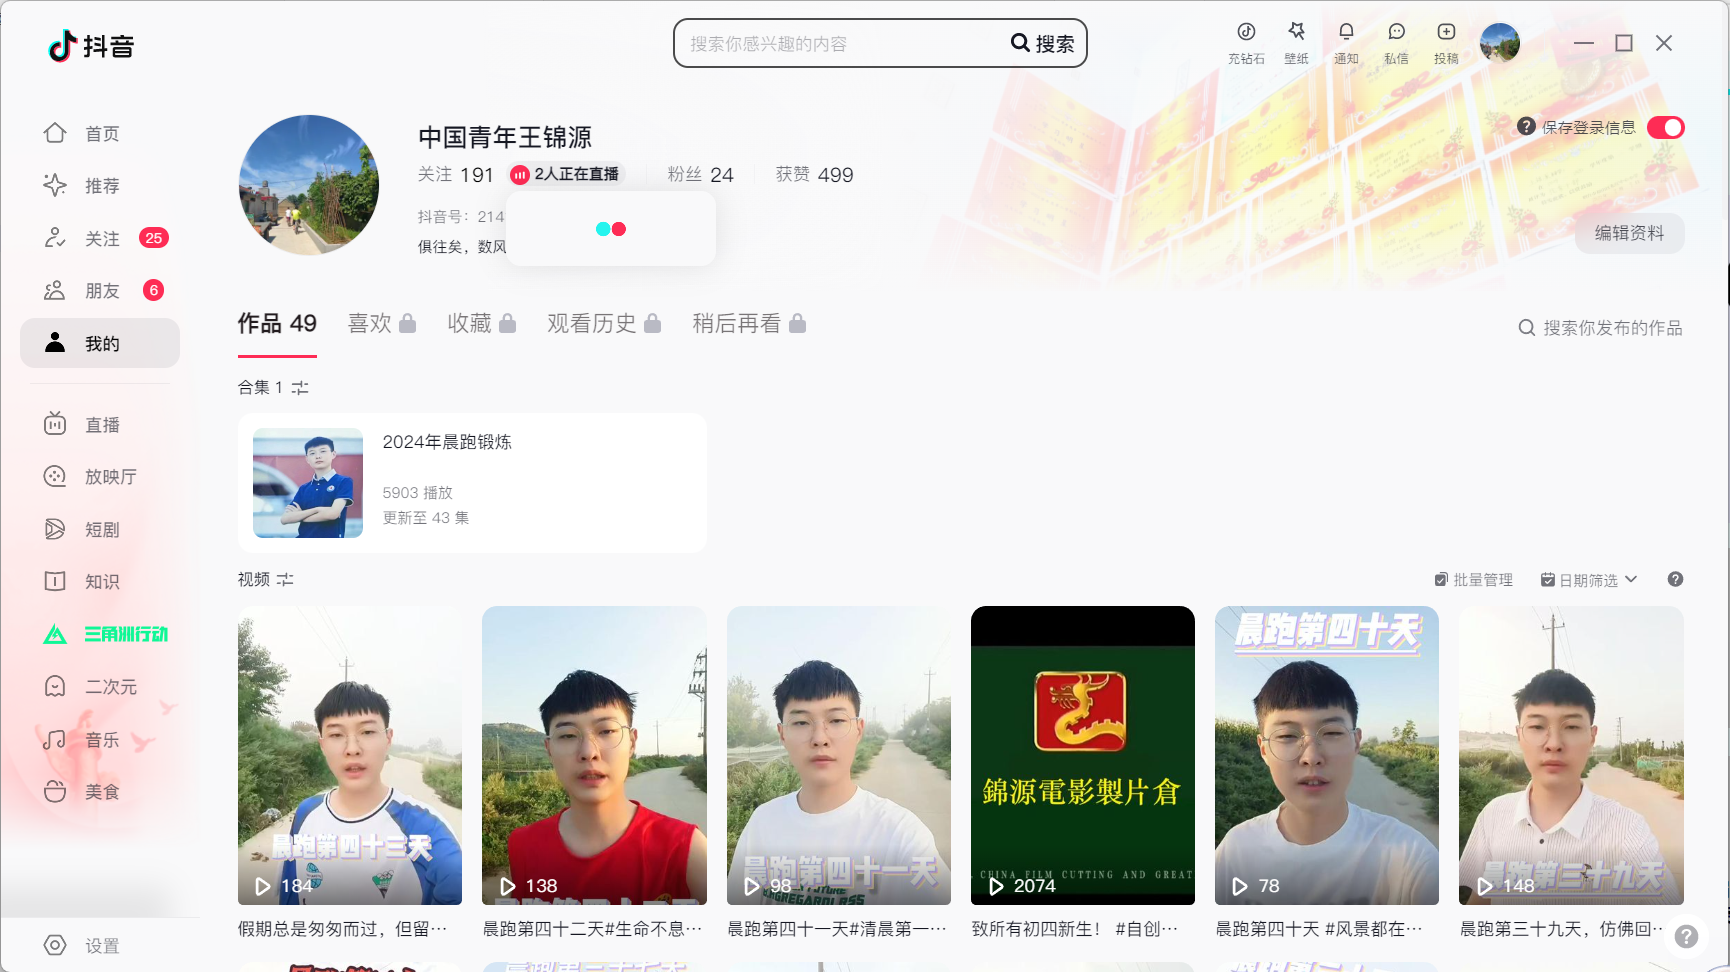 抖音
搜索你感兴趣的内容
搜索
充钻石
壁纸
通知
私信
投稿
保存登录信息
首页
推荐
关注
25
朋友
6
我的
直播
放映厅
短剧
知识
三角洲行动
二次元
音乐
美食
设置
中国青年王锦源
关注 191
2人正在直播
粉丝 24
获赞 499
抖音号：214
俱往矣，数风
编辑资料
作品 49
喜欢
收藏
观看历史
稍后再看
搜索你发布的作品
合集 1
2024年晨跑锻炼
5903 播放
更新至 43 集
视频
批量管理
日期筛选
晨跑第四十三天
184
假期总是匆匆而过，但留…
138
晨跑第四十二天#生命不息…
晨跑第四十一天
98
晨跑第四十一天#清晨第一…
錦源電影製片倉
CHINA FILM CUTTING AND GREAT
2074
致所有初四新生！ #自创…
晨跑第四十天
78
晨跑第四十天 #风景都在…
晨跑第三十九天
148
晨跑第三十九天，仿佛回…